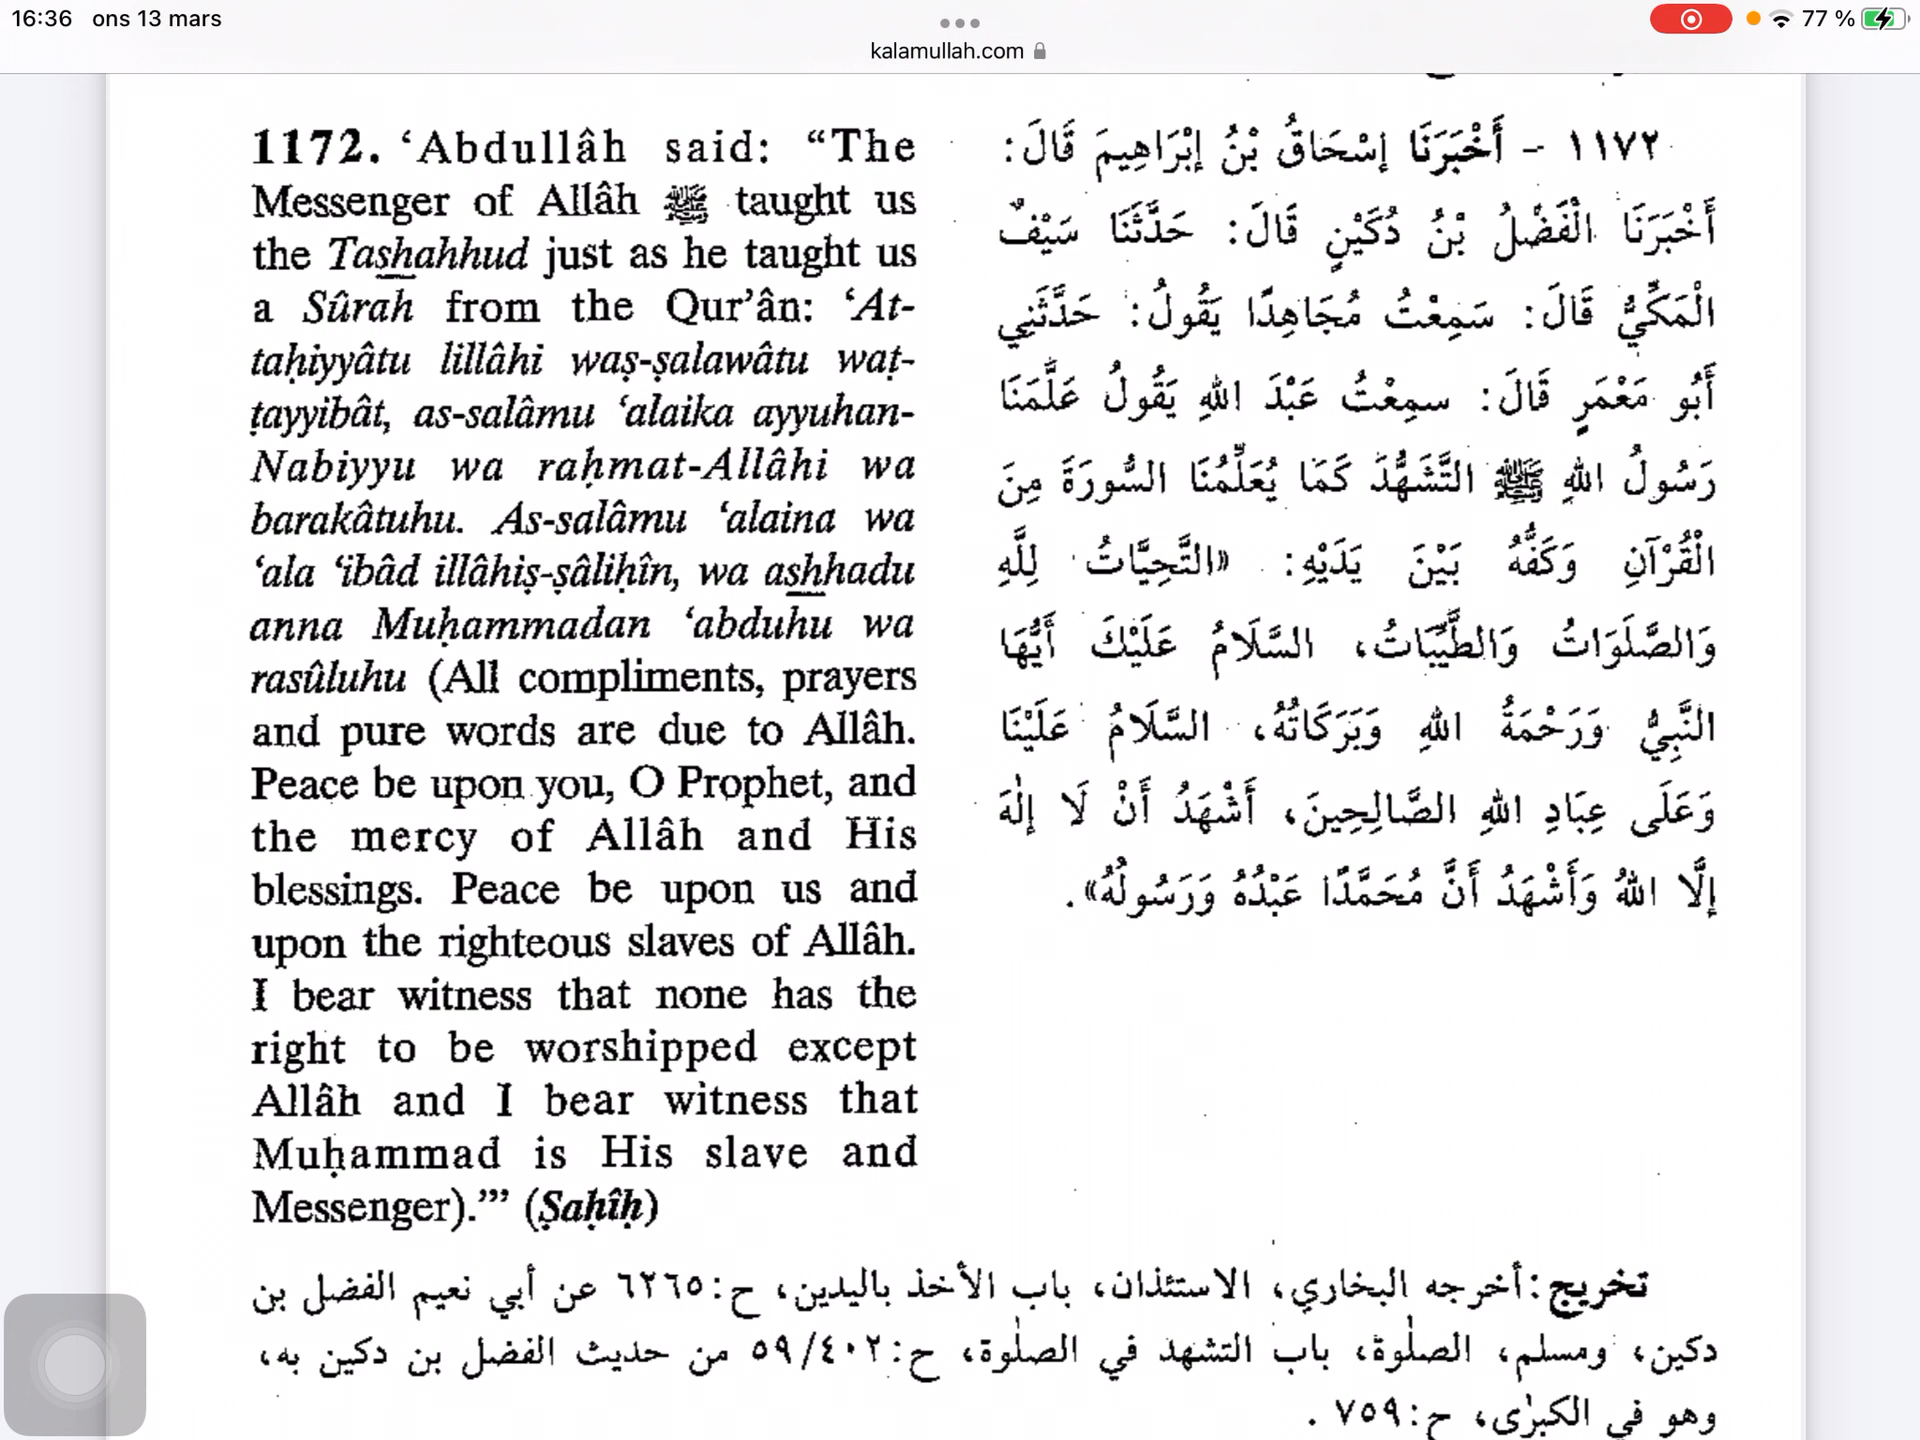 16:36 ons 13 mars
77 %
kalamullah.com
1172. ‘Abdullâh said: “The
Messenger of Allâh ﷺ taught us
the Tashahhud just as he taught us
a Sûrah from the Qur’ân: ‘At-
taḥiyyâtu lillâhi waṣ-ṣalawâtu waṭ-
ṭayyibât, as-salâmu ‘alaika ayyuhan-
Nabiyyu wa raḥmat-Allâhi wa
barakâtuhu. As-salâmu ‘alaina wa
‘ala ‘ibâd illâhiṣ-ṣâliḥîn, wa ashhadu
anna Muḥammadan ‘abduhu wa
rasûluhu (All compliments, prayers
and pure words are due to Allâh.
Peace be upon you, O Prophet, and
the mercy of Allâh and His
blessings. Peace be upon us and
upon the righteous slaves of Allâh.
I bear witness that none has the
right to be worshipped except
Allâh and I bear witness that
Muḥammad is His slave and
Messenger).’” (Ṣaḥîḥ)
١١٧٢ - أَخْبَرَنَا إِسْحَاقُ بْنُ إِبْرَاهِيمَ قَالَ:
أَخْبَرَنَا الْفَضْلُ بْنُ دُكَيْنٍ قَالَ: حَدَّثَنَا سَيْفٌ
الْمَكِّيُّ قَالَ: سَمِعْتُ مُجَاهِدًا يَقُولُ: حَدَّثَنِي
أَبُو مَعْمَرٍ قَالَ: سمِعْتُ عَبْدَ اللهِ يَقُولُ عَلَّمَنَا
رَسُولُ اللهِ ﷺ التَّشَهُّدَ كَمَا يُعَلِّمُنَا السُّورَةَ مِنَ
الْقُرْآنِ وَكَفُّهُ بَيْنَ يَدَيْهِ: «التَّحِيَّاتُ لِلَّهِ
وَالصَّلَوَاتُ وَالطَّيِّبَاتُ، السَّلَامُ عَلَيْكَ أَيُّهَا
النَّبِيُّ وَرَحْمَةُ اللهِ وَبَرَكَاتُهُ، السَّلَامُ عَلَيْنَا
وَعَلَى عِبَادِ اللهِ الصَّالِحِينَ، أَشْهَدُ أَنْ لَا إِلٰهَ
إِلَّا اللهُ وَأَشْهَدُ أَنَّ مُحَمَّدًا عَبْدُهُ وَرَسُولُهُ».
تخريج: أخرجه البخاري، الاستئذان، باب الأخذ باليدين، ح: ٦٢٦٥ عن أبي نعيم الفضل بن
دكين، ومسلم، الصلٰوة، باب التشهد في الصلٰوة، ح: ٥٩/٤٠٢ من حديث الفضل بن دكين به،
وهو في الكبرٰى، ح: ٧٥٩.